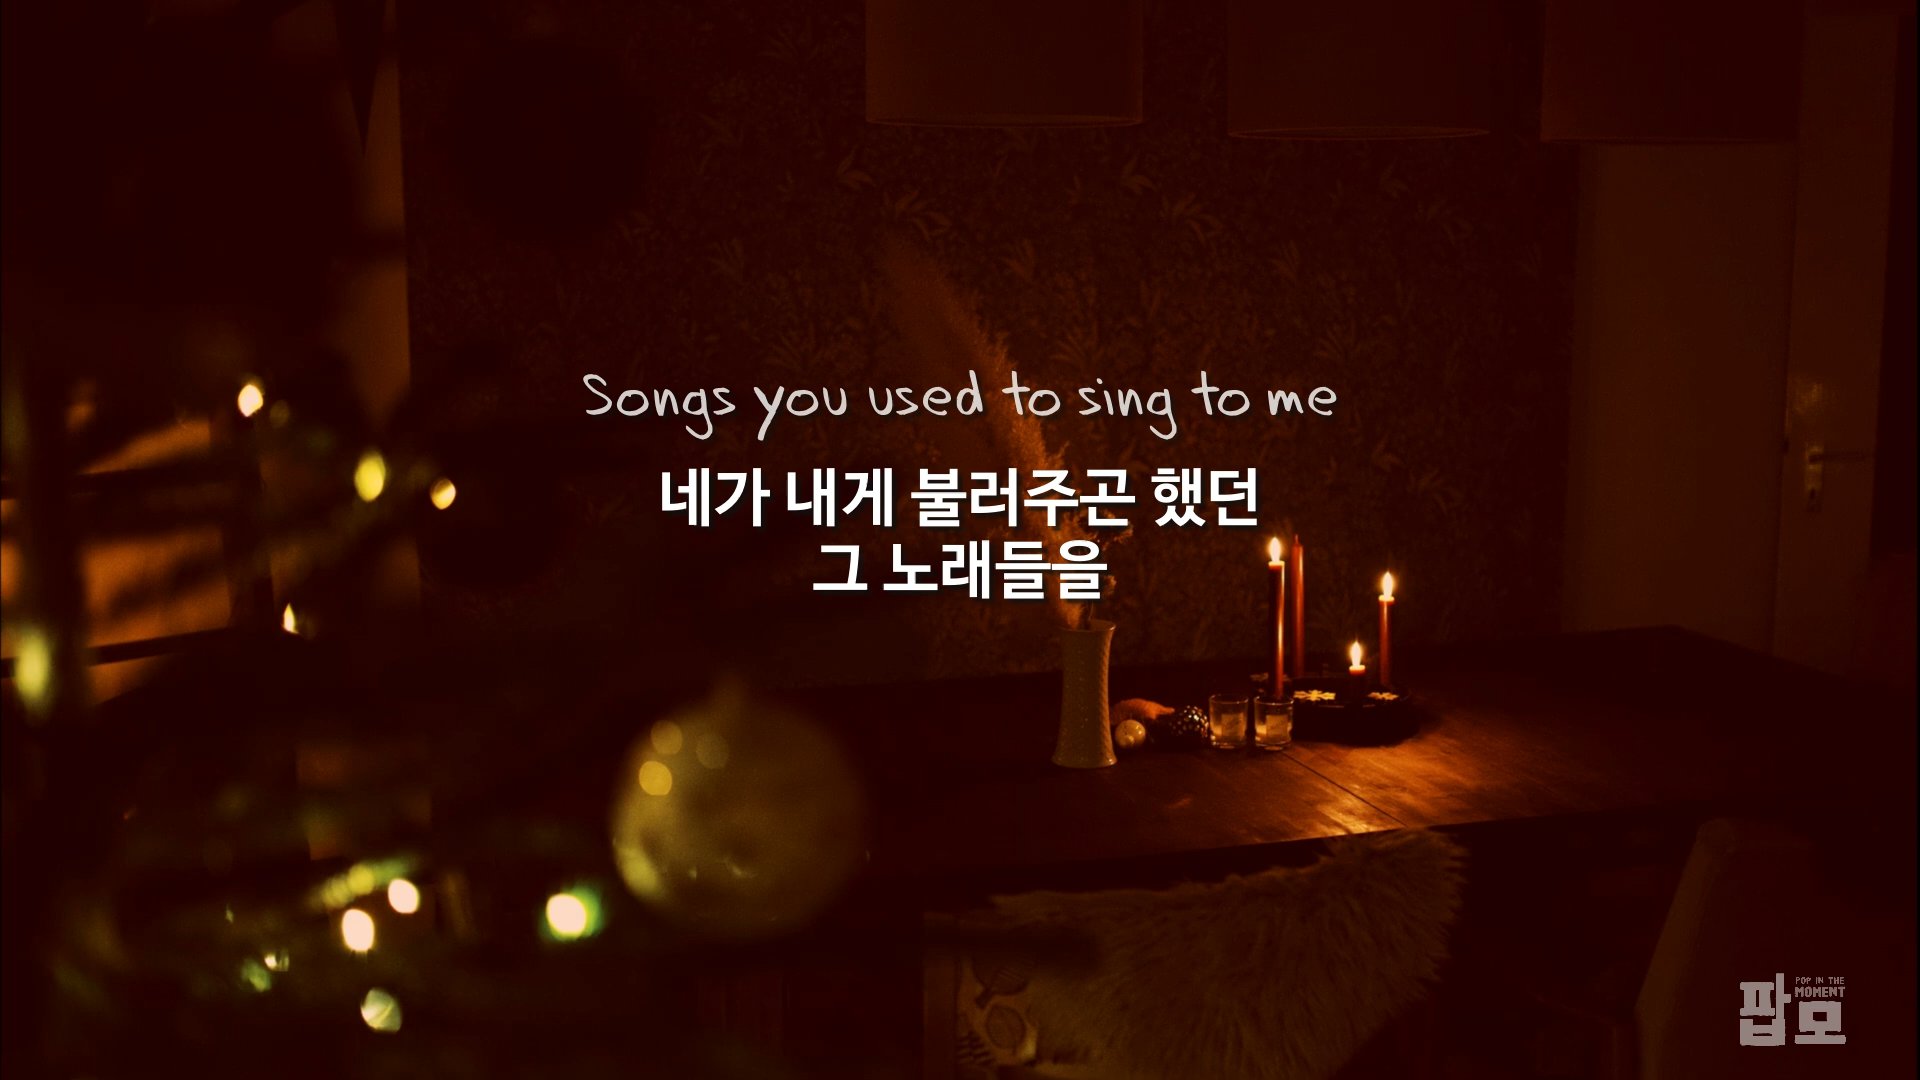 Songs you used to sing to me
네가 내게 불러주곤 했던
그 노래들을
팝모
POP IN THE
MOMENT